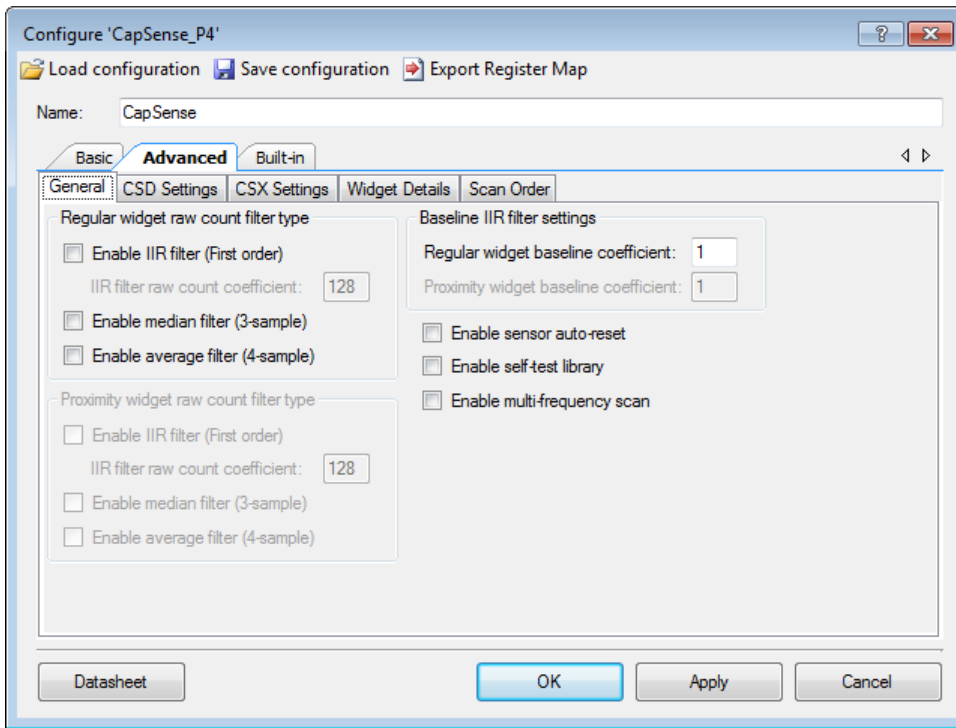 Configure 'CapSense_P4'
?
Load configuration Save configuration Export Register Map
Name: CapSense
Basic Advanced Built-in
General CSD Settings CSX Settings Widget Details Scan Order
Regular widget raw count filter type
Enable IIR filter (First order)
IIR filter raw count coefficient: 128
Enable median filter (3-sample)
Enable average filter (4-sample)
Proximity widget raw count filter type
Enable IIR filter (First order)
IIR filter raw count coefficient: 128
Enable median filter (3-sample)
Enable average filter (4-sample)
Baseline IIR filter settings
Regular widget baseline coefficient: 1
Proximity widget baseline coefficient: 1
Enable sensor auto-reset
Enable self-test library
Enable multi-frequency scan
Datasheet OK Apply Cancel